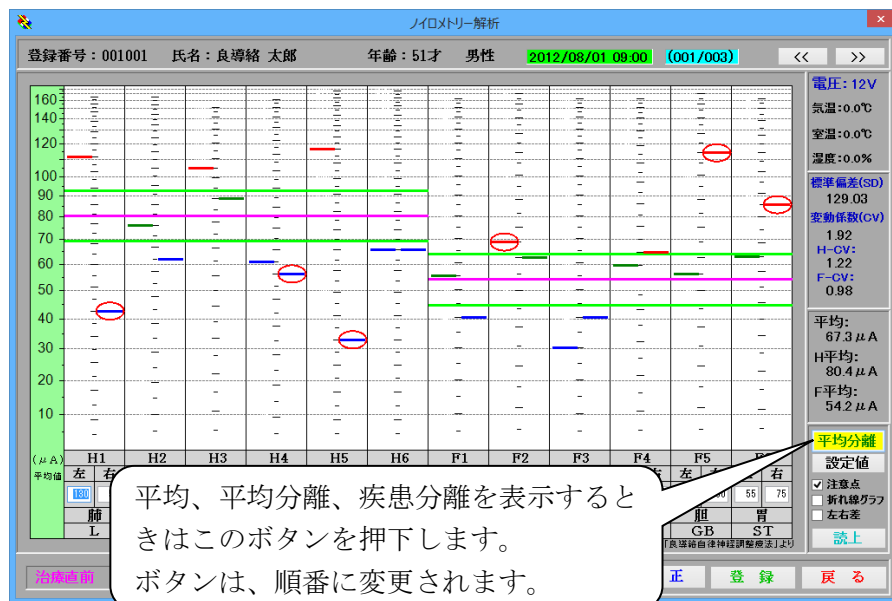 ノイロメトリー解析
×
登録番号：001001 氏名：良導絡 太郎 年齢：51才 男性 2012/08/01 09:00 (001/003) << >>
160
140
120
100
90
80
70
60
50
40
30
20
10
(μA)
平均値
H1 H2 H3 H4 H5 H6 F1 F2 F3 F4 F5
左 右 左 右 右
130 55 75
肺 胆 胃
L GB ST
「良導絡自律神経調整療法」より
電圧：12V
気温：0.0℃
室温：0.0℃
湿度：0.0%
標準偏差(SD)
129.03
変動係数(CV)
1.92
H-CV：
1.22
F-CV：
0.98
平均：
67.3μA
H平均：
80.4μA
F平均：
54.2μA
平均分離
設定値
注意点
折れ線グラフ
左右差
読上
治療直前 正 登 録 戻 る
平均、平均分離、疾患分離を表示すると
きはこのボタンを押下します。
ボタンは、順番に変更されます。